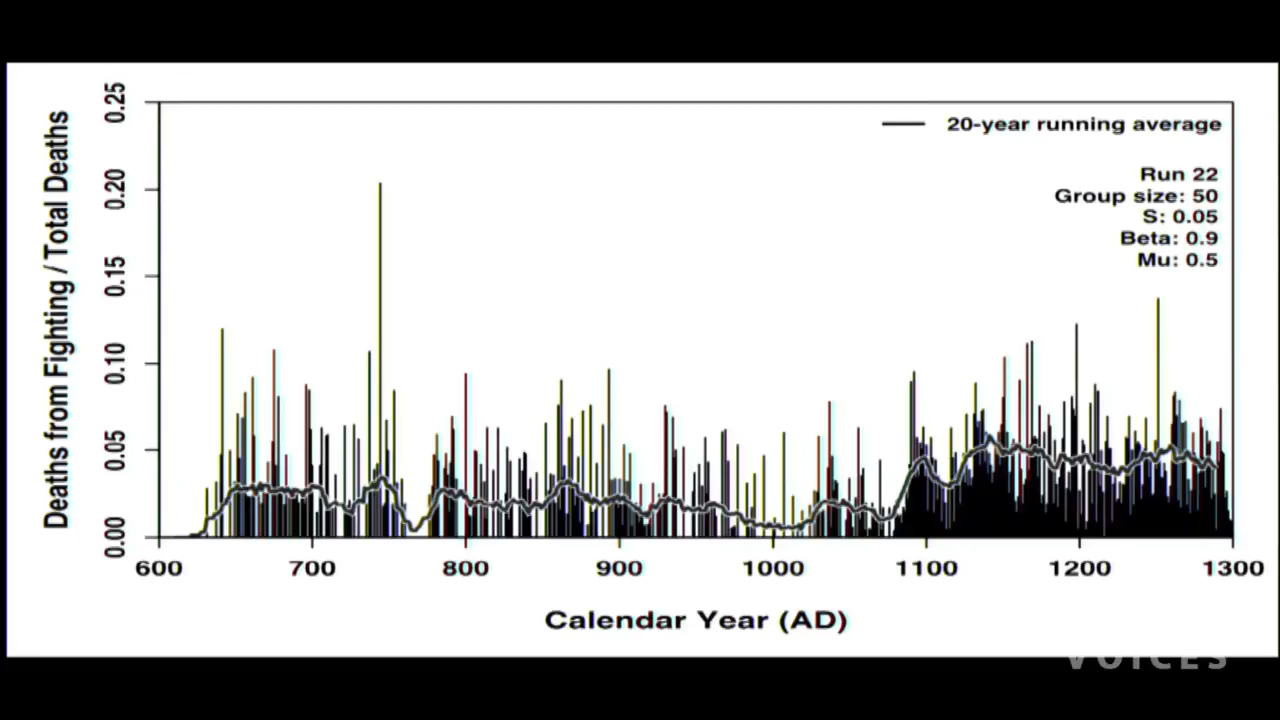 Deaths from Fighting / Total Deaths
0.25
0.20
0.15
0.10
0.05
0.00
20-year running average
Run 22
Group size: 50
S: 0.05
Beta: 0.9
Mu: 0.5
600 700 800 900 1000 1100 1200 1300
Calendar Year (AD)
VOICES